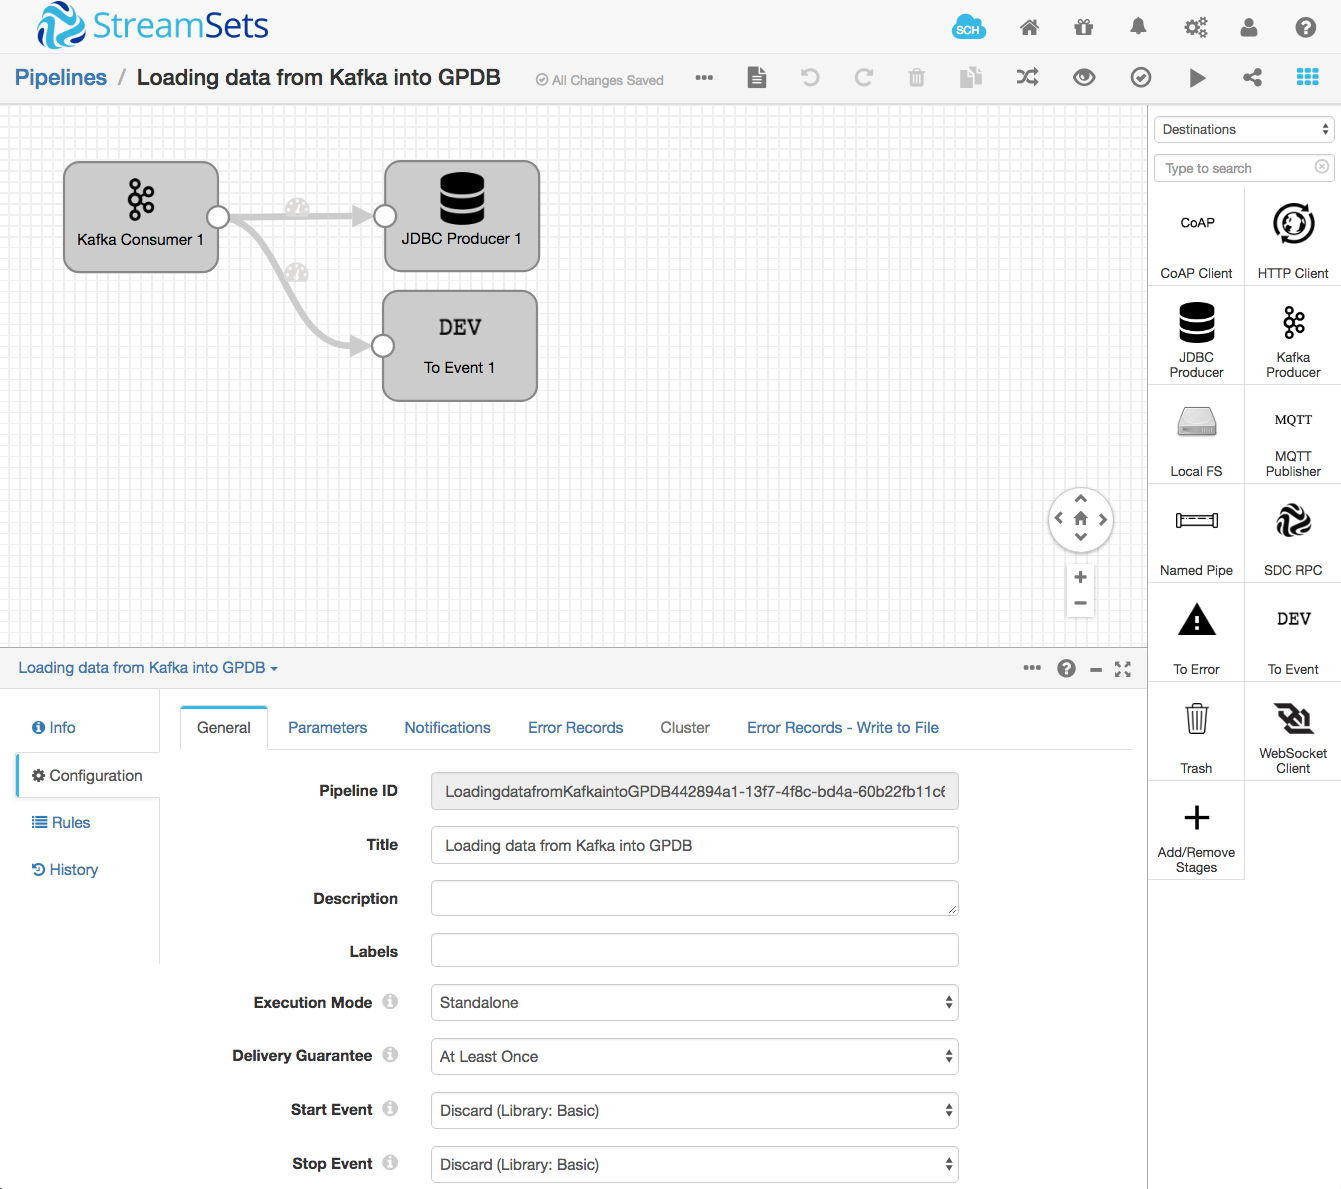 StreamSets
SCH
Pipelines / Loading data from Kafka into GPDB
All Changes Saved
Kafka Consumer 1
JDBC Producer 1
DEV
To Event 1
Destinations
Type to search
CoAP
CoAP Client
HTTP Client
JDBC
Producer
Kafka
Producer
Local FS
MQTT
MQTT
Publisher
Named Pipe
SDC RPC
To Error
DEV
To Event
Trash
WebSocket
Client
Add/Remove
Stages
Loading data from Kafka into GPDB
Info
Configuration
Rules
History
General
Parameters
Notifications
Error Records
Cluster
Error Records - Write to File
Pipeline ID
LoadingdatafromKafkaintoGPDB442894a1-13f7-4f8c-bd4a-60b22fb11c6
Title
Loading data from Kafka into GPDB
Description
Labels
Execution Mode
Standalone
Delivery Guarantee
At Least Once
Start Event
Discard (Library: Basic)
Stop Event
Discard (Library: Basic)